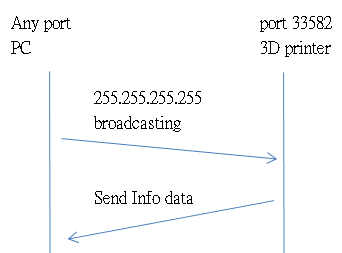 Any port
PC
port 33582
3D printer
255.255.255.255
broadcasting
Send Info data